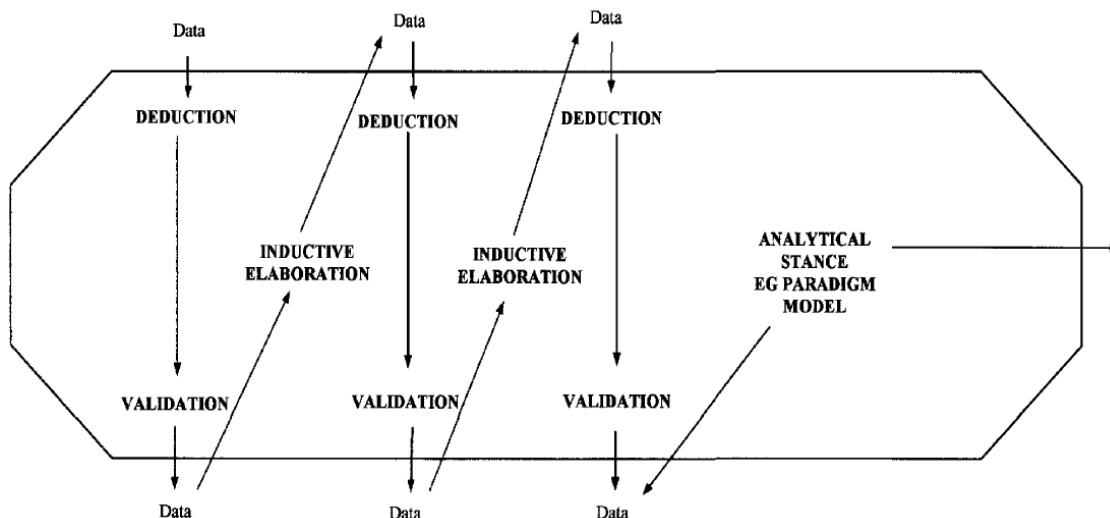 Data
Data
Data
DEDUCTION
DEDUCTION
DEDUCTION
INDUCTIVE
ELABORATION
INDUCTIVE
ELABORATION
ANALYTICAL
STANCE
EG PARADIGM
MODEL
VALIDATION
VALIDATION
VALIDATION
Data
Data
Data